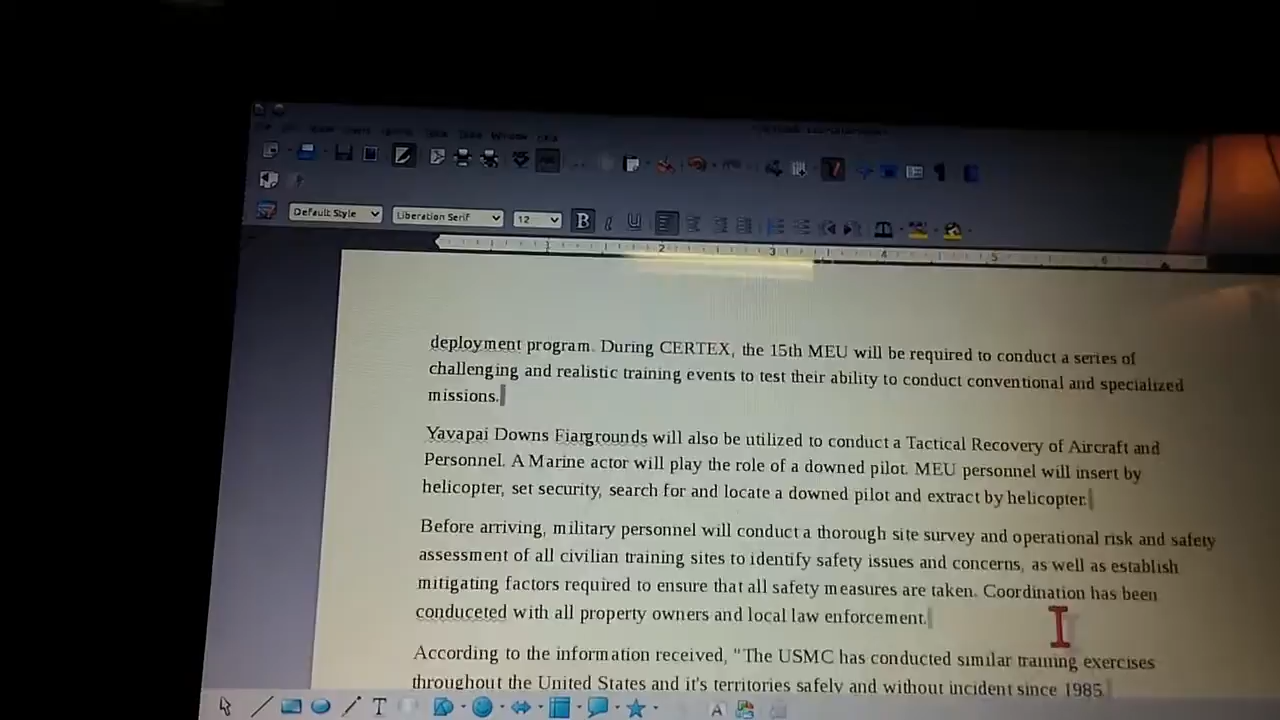 Default Style
Liberation Serif
12
1 2 3 4 5 6
deployment program. During CERTEX, the 15th MEU will be required to conduct a series of
challenging and realistic training events to test their ability to conduct conventional and specialized
missions.
Yavapai Downs Fiargrounds will also be utilized to conduct a Tactical Recovery of Aircraft and
Personnel. A Marine actor will play the role of a downed pilot. MEU personnel will insert by
helicopter, set security, search for and locate a downed pilot and extract by helicopter.
Before arriving, military personnel will conduct a thorough site survey and operational risk and safety
assessment of all civilian training sites to identify safety issues and concerns, as well as establish
mitigating factors required to ensure that all safety measures are taken. Coordination has been
conduceted with all property owners and local law enforcement.
According to the information received, "The USMC has conducted similar training exercises
throughout the United States and it's territories safely and without incident since 1985.